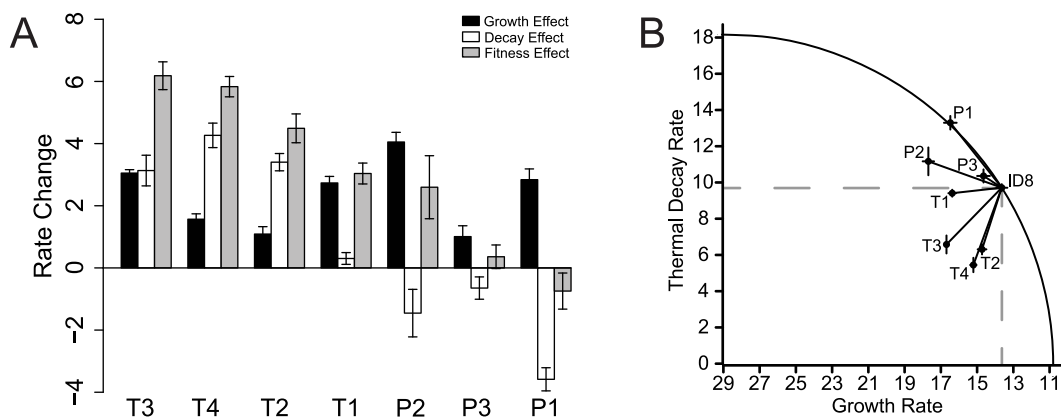 A
8
6
4
2
0
−2
−4
Rate Change
Growth Effect
Decay Effect
Fitness Effect
T3 T4 T2 T1 P2 P3 P1
B
18
16
14
12
10
8
6
4
2
0
Thermal Decay Rate
P1
P2
P3
ID8
T1
T3
T2
T4
29 27 25 23 21 19 17 15 13 11
Growth Rate